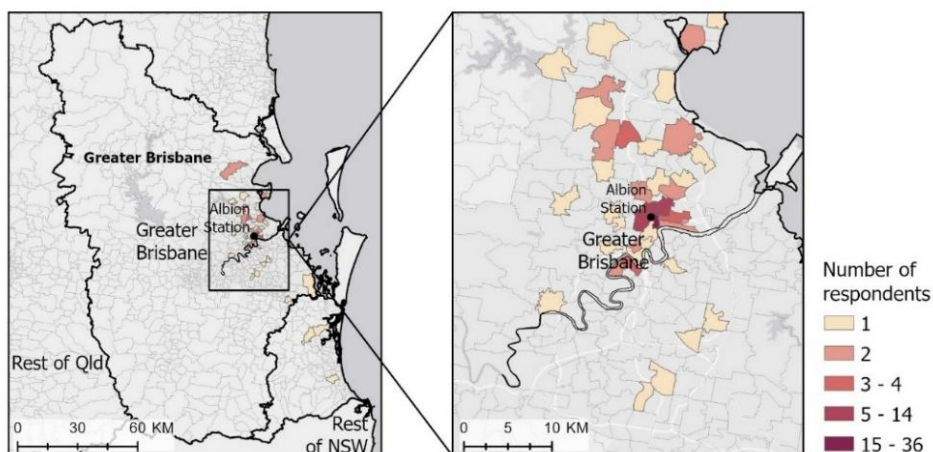 Greater Brisbane
Albion
Station
Greater
Brisbane
Rest of Qld
0 30 60 KM
Rest
of NSW
Albion
Station
Greater
Brisbane
0 5 10 KM
Number of
respondents
1
2
3 - 4
5 - 14
15 - 36